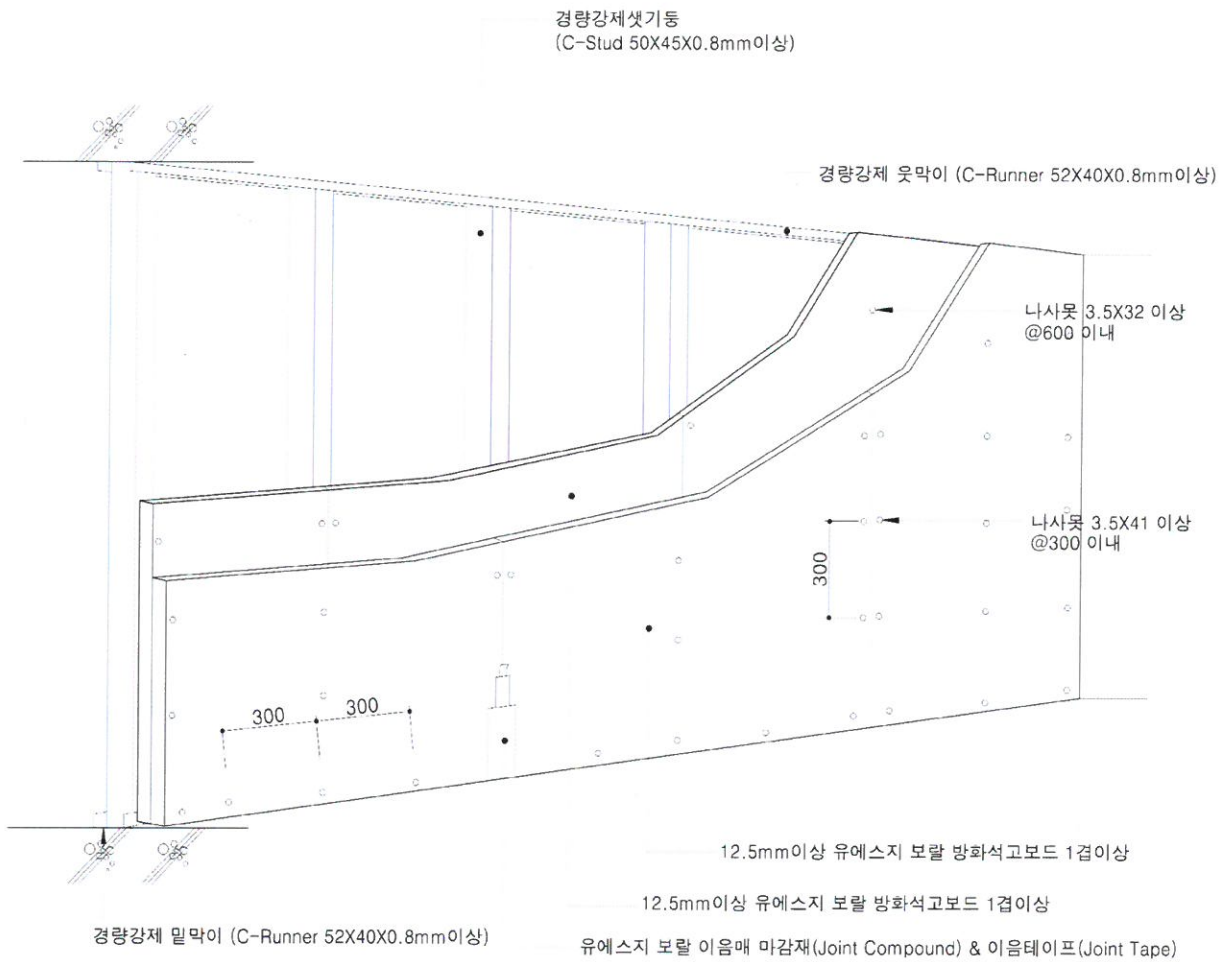 경량강제샛기둥
(C-Stud 50X45X0.8mm이상)
경량강제 웃막이 (C-Runner 52X40X0.8mm이상)
나사못 3.5X32 이상
@600 이내
나사못 3.5X41 이상
@300 이내
300
300
300
12.5mm이상 유에스지 보랄 방화석고보드 1겹이상
12.5mm이상 유에스지 보랄 방화석고보드 1겹이상
경량강제 밑막이 (C-Runner 52X40X0.8mm이상)
유에스지 보랄 이음매 마감재(Joint Compound) & 이음테이프(Joint Tape)